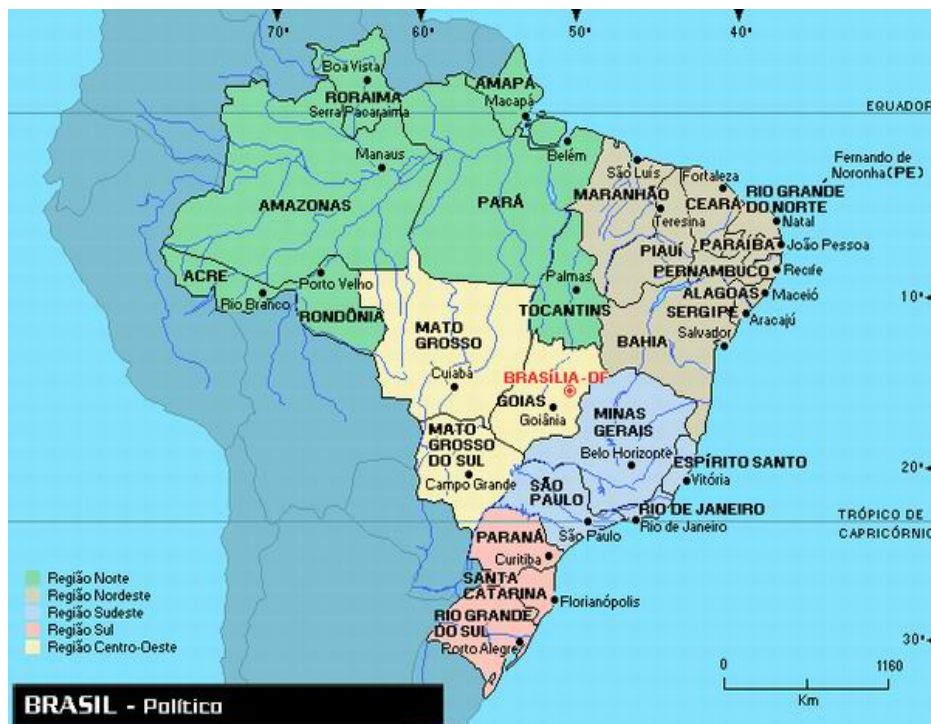 70°
60°
50°
40°
Boa Vista
RORAIMA
Serra Pacaraima
AMAPÁ
Macapá
EQUADOR
Manaus
Belém
São Luís
Fortaleza
Fernando de
Noronha(PE)
AMAZONAS
PARÁ
MARANHÃO
Teresina
CEARÁ
RIO GRÁNDE
DO NORTE
Natal
PIAUÍ
PARAÍBA
João Pessoa
ACRE
Rio Branco
Porto Velho
RONDÔNIA
Palmas
TOCANTINS
PERNAMBUCO
Recife
ALAGOAS
Maceió
SERGIPE
Aracajú
10°
MATO
GROSSO
Cuiabá
BAHIA
Salvador
BRASÍLIA-DF
GOIAS
Goiânia
MINAS
GERAIS
Belo Horizonte
MATO
GROSSO
DO SUL
Campo Grande
ESPÍRITO SANTO
Vitória
20°
SÃO
PAULO
São Paulo
RIO DE JANEIRO
Rio de Janeiro
TRÓPICO DE
CAPRICÓRNIO
PARANÁ
Curitiba
SANTA
CATARINA
Florianópolis
RIO GRANDE
DO SUL
Porto Alegre
30°
Região Norte
Região Nordeste
Região Sudeste
Região Sul
Região Centro-Oeste
0 1160
Km
BRASIL - Político